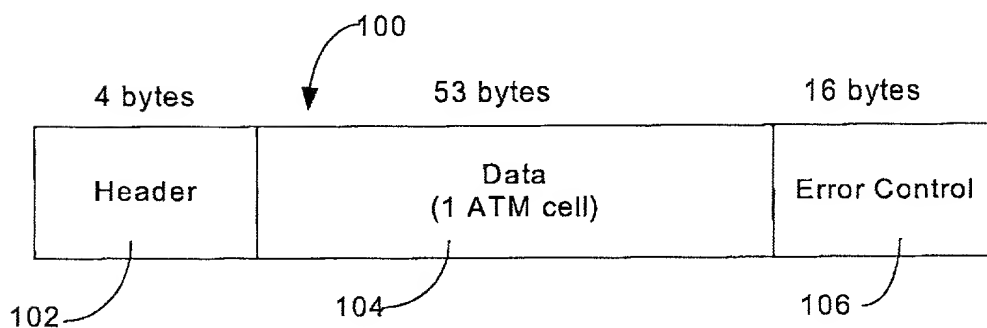 100
4 bytes
53 bytes
16 bytes
Header
Data
(1 ATM cell)
Error Control
102
104
106